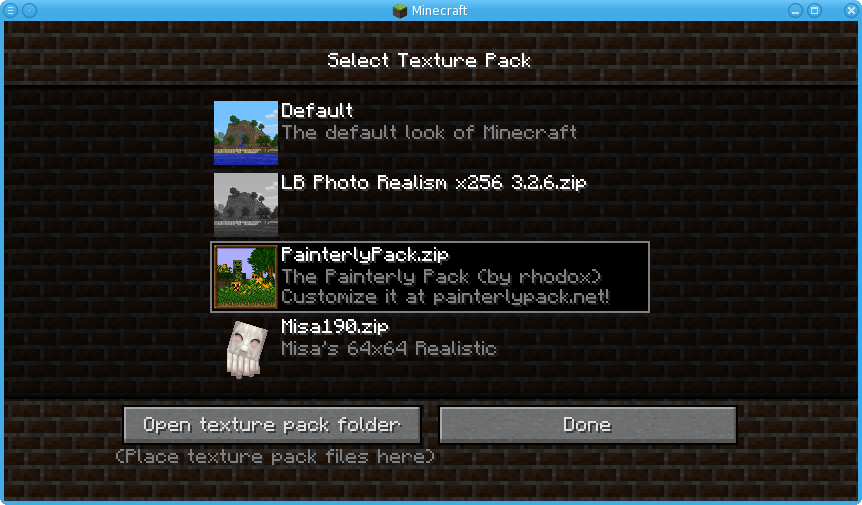 Minecraft
Select Texture Pack
Default
The default look of Minecraft
LB Photo Realism x256 3.2.6.zip
PainterlyPack.zip
The Painterly Pack (by rhodox)
Customize it at painterlypack.net!
Misa190.zip
Misa's 64x64 Realistic
Open texture pack folder
Done
(Place texture pack files here)